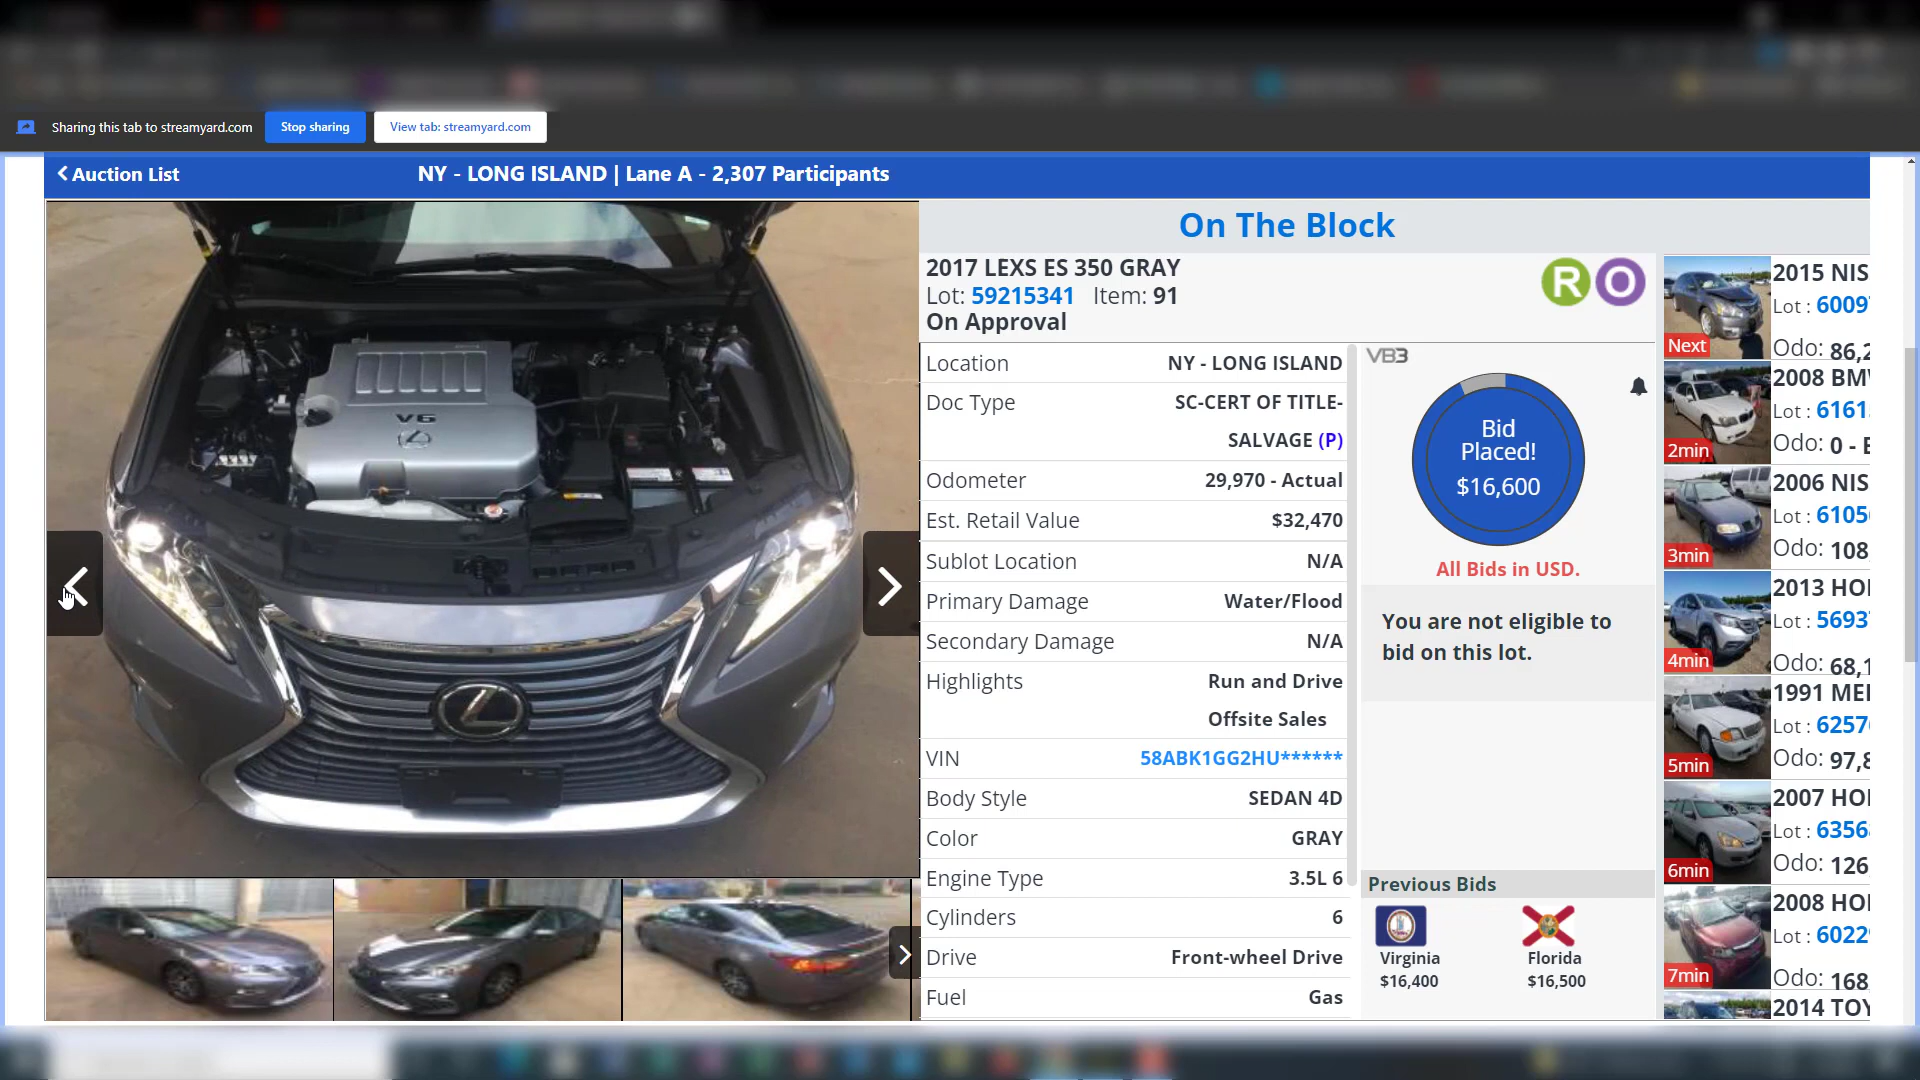 Sharing this tab to streamyard.com
Stop sharing
View tab: streamyard.com
Auction List
NY - LONG ISLAND | Lane A - 2,307 Participants
V6
On The Block
2017 LEXS ES 350 GRAY
Lot: 59215341 Item: 91
On Approval
R O
Location NY - LONG ISLAND
Doc Type SC-CERT OF TITLE-
SALVAGE (P)
Odometer 29,970 - Actual
Est. Retail Value $32,470
Sublot Location N/A
Primary Damage Water/Flood
Secondary Damage N/A
Highlights Run and Drive
Offsite Sales
VIN 58ABK1GG2HU******
Body Style SEDAN 4D
Color GRAY
Engine Type 3.5L 6
Cylinders 6
Drive Front-wheel Drive
Fuel Gas
VB3
Bid
Placed!
$16,600
All Bids in USD.
You are not eligible to
bid on this lot.
Previous Bids
Virginia
$16,400
Florida
$16,500
Next
2015 NIS
Lot : 6009
Odo: 86,2
2min
2008 BM
Lot : 6161
Odo: 0 - E
3min
2006 NIS
Lot : 6105
Odo: 108
4min
2013 HO
Lot : 5693
Odo: 68,1
5min
1991 ME
Lot : 6257
Odo: 97,8
6min
2007 HO
Lot : 6356
Odo: 126
7min
2008 HO
Lot : 6022
Odo: 168
2014 TOY